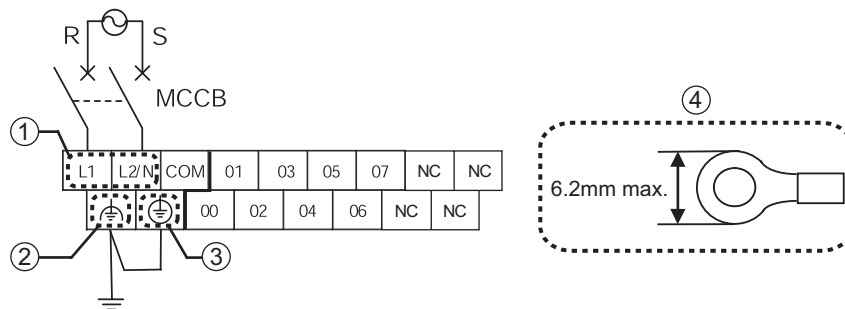 R S
MCCB
①
④
L1 L2/N COM 01 03 05 07 NC NC
6.2mm max.
00 02 04 06 NC NC
② ③